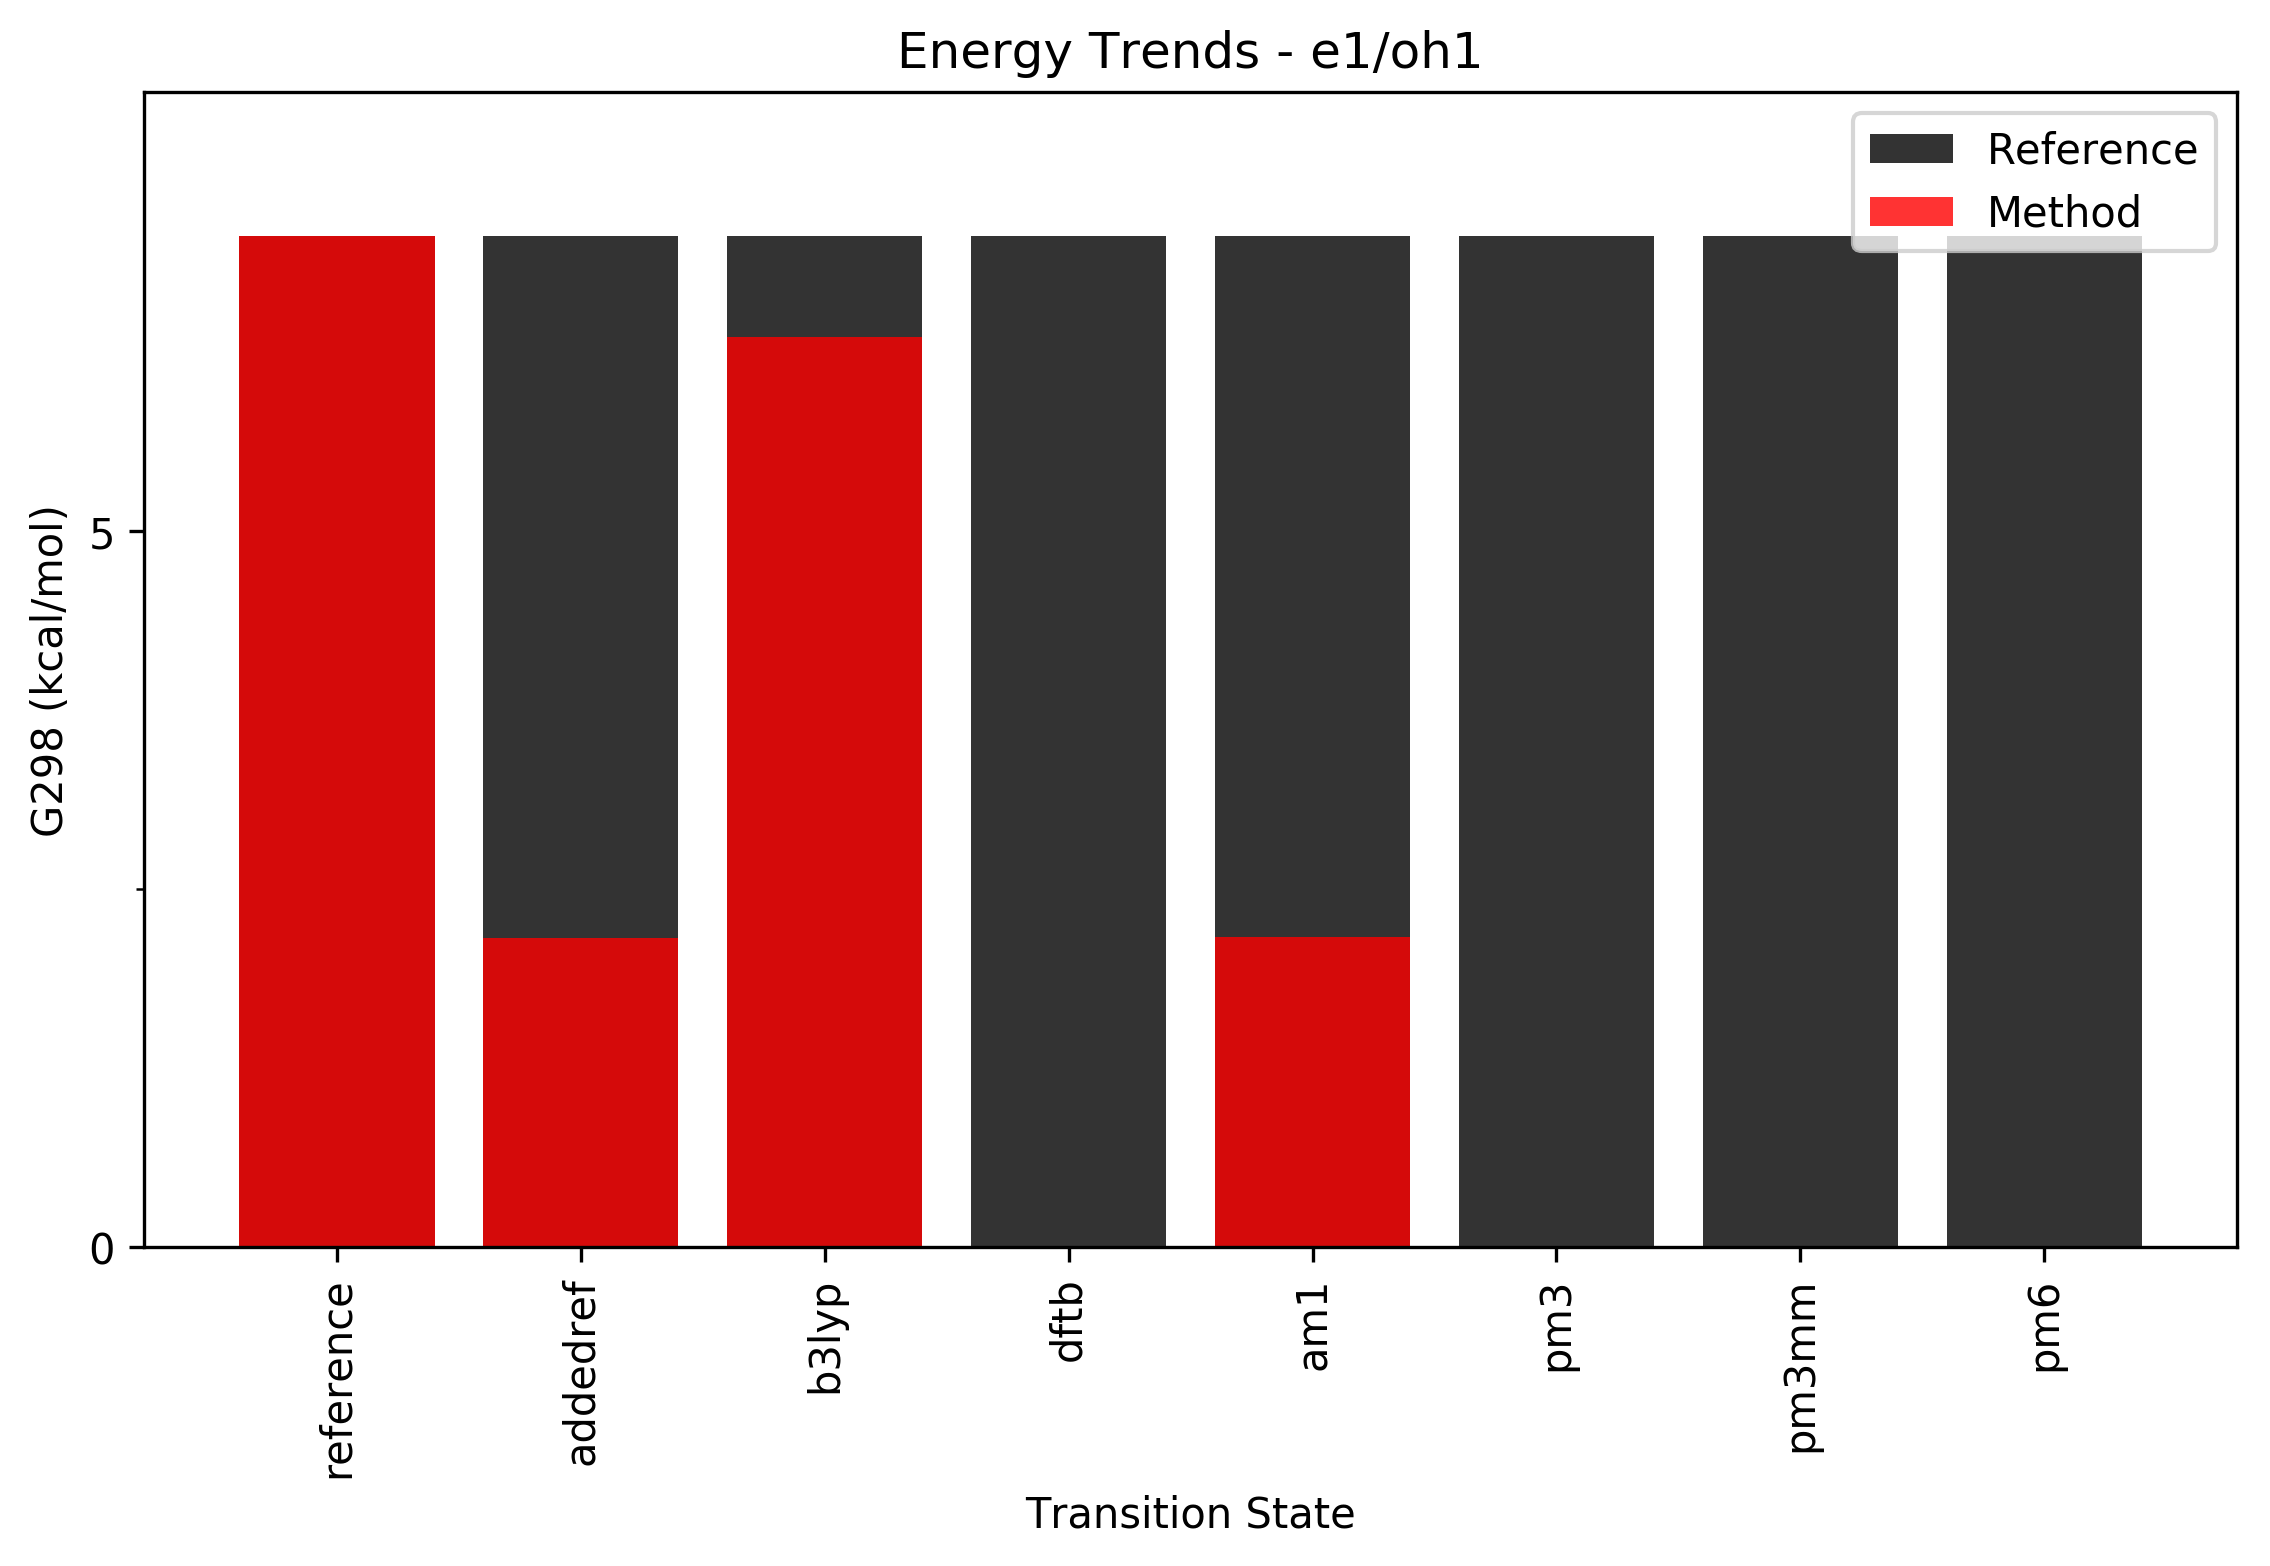 Energy Trends - e1/oh1
Reference
Method
G298 (kcal/mol)
5
0
reference
addedref
b3lyp
dftb
am1
pm3
pm3mm
pm6
Transition State